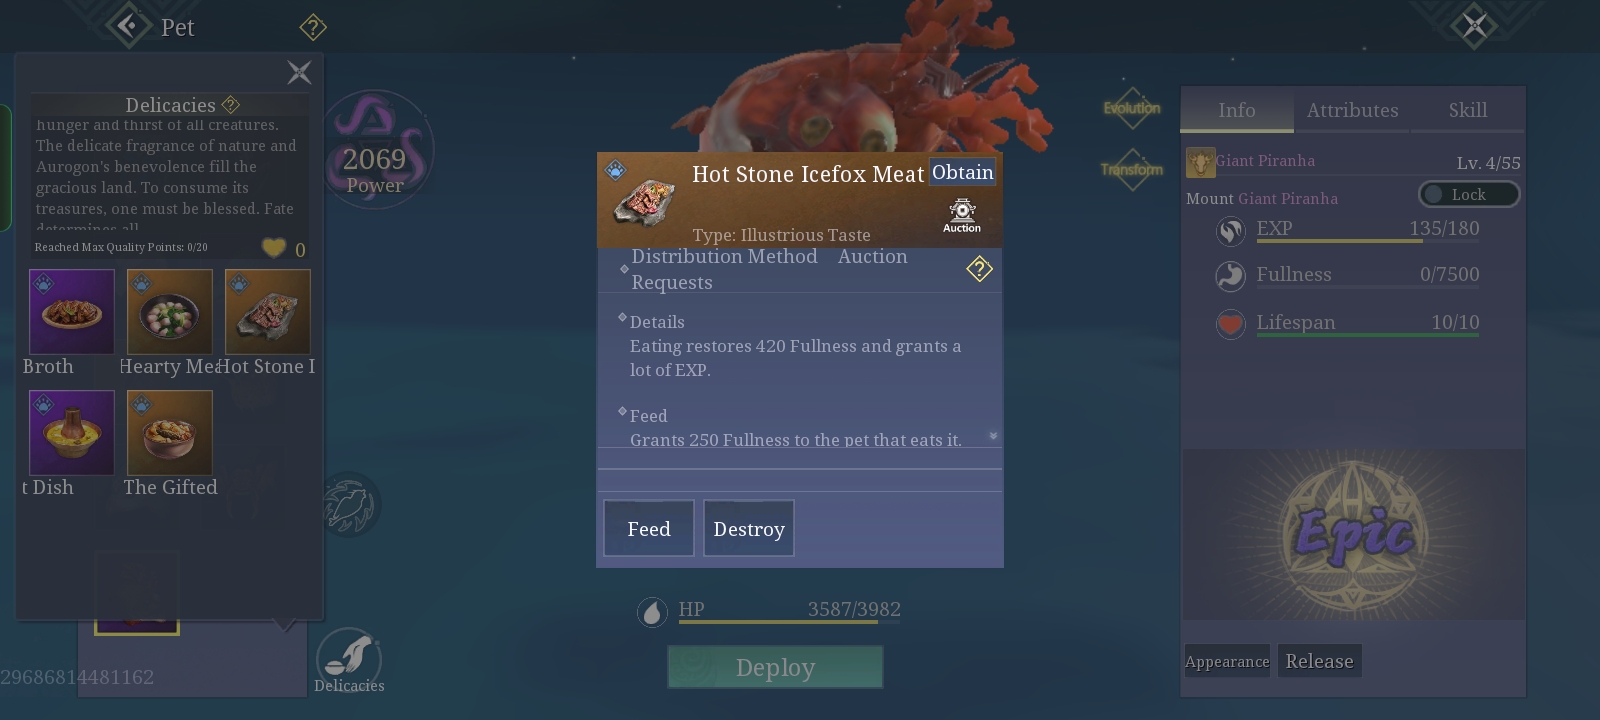 Pet
Delicacies
hunger and thirst of all creatures.
The delicate fragrance of nature and
Aurogon's benevolence fill the
gracious land. To consume its
treasures, one must be blessed. Fate
determines all
Reached Max Quality Points: 0/20
0
Broth
Hearty Mea
Hot Stone I
t Dish
The Gifted
29686814481162
Delicacies
2069
Power
Hot Stone Icefox Meat
Obtain
Auction
Type: Illustrious Taste
Distribution Method Auction
Requests
Details
Eating restores 420 Fullness and grants a
lot of EXP.
Feed
Grants 250 Fullness to the pet that eats it.
Feed
Destroy
HP 3587/3982
Deploy
Evolution
Transform
Info
Attributes
Skill
Giant Piranha
Lv. 4/55
Mount Giant Piranha
Lock
EXP 135/180
Fullness 0/7500
Lifespan 10/10
Epic
Appearance
Release